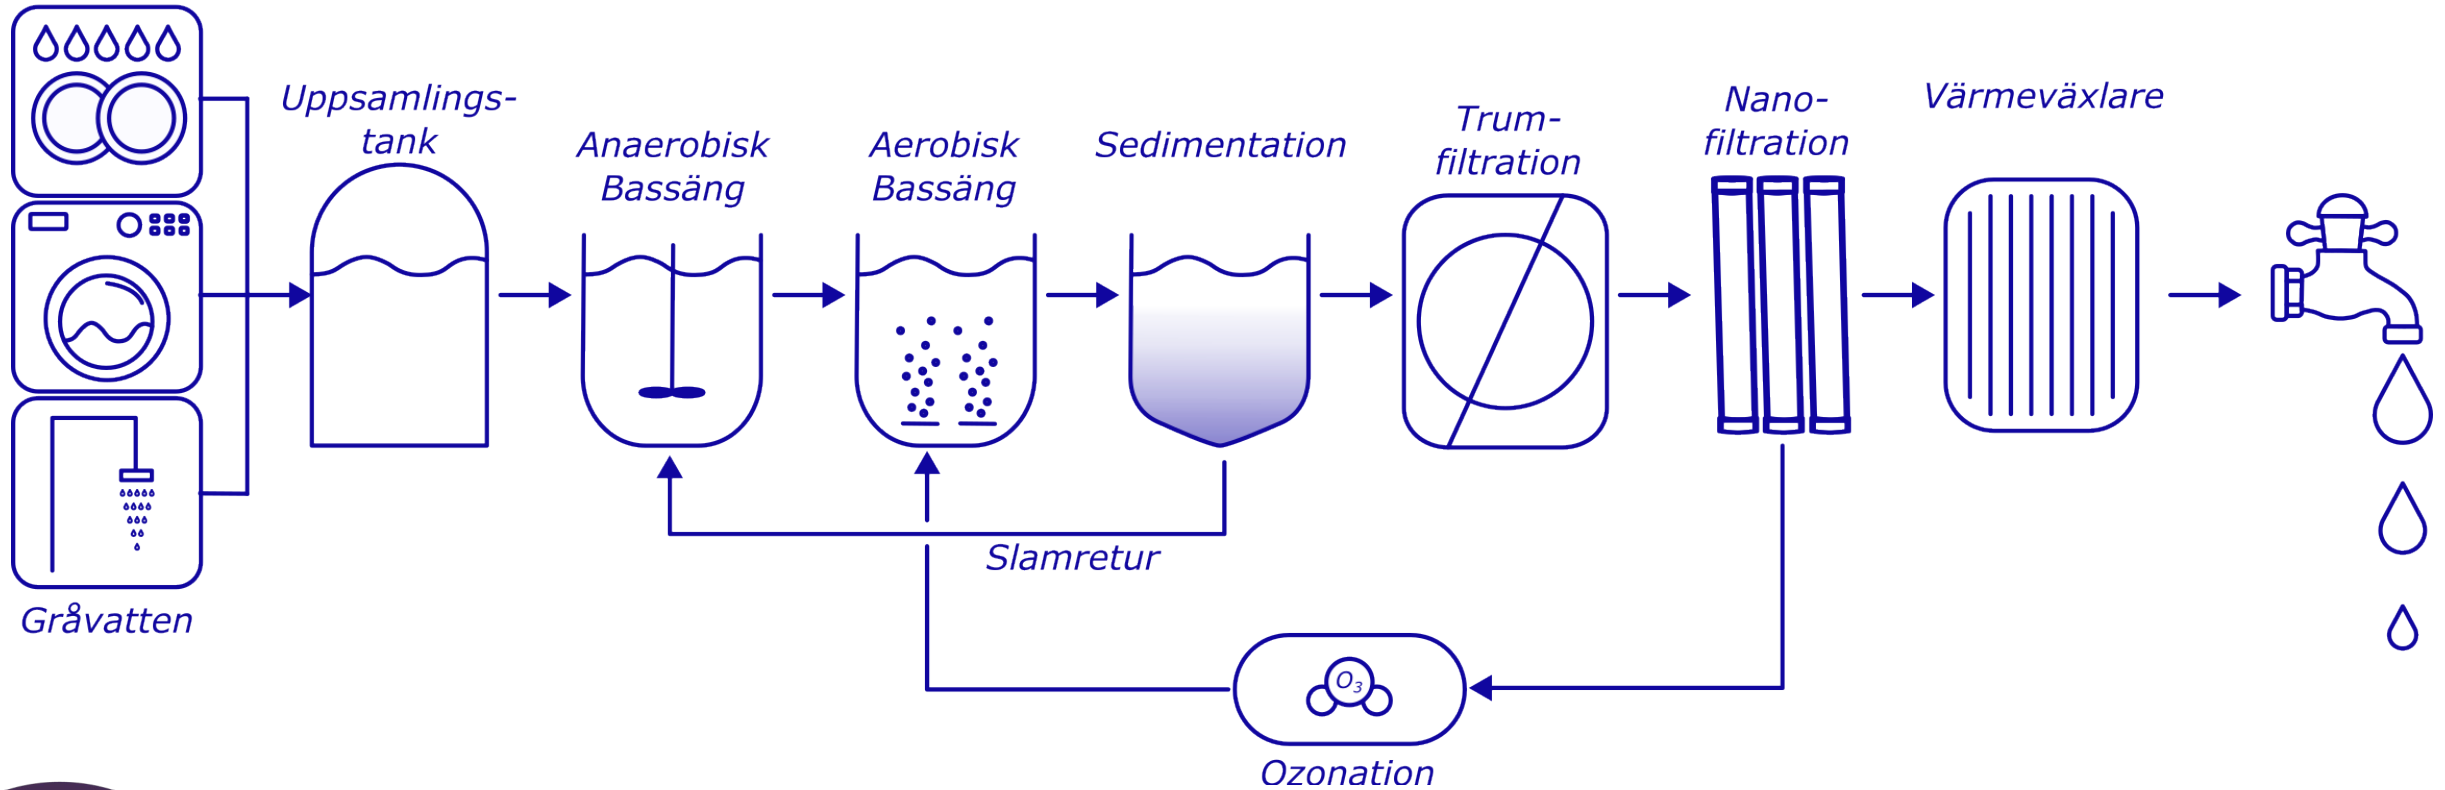 Uppsamlings-
tank
Anaerobisk
Bassäng
Aerobisk
Bassäng
Sedimentation
Trum-
filtration
Nano-
filtration
Värmeväxlare
Slamretur
Gråvatten
O₃
Ozonation